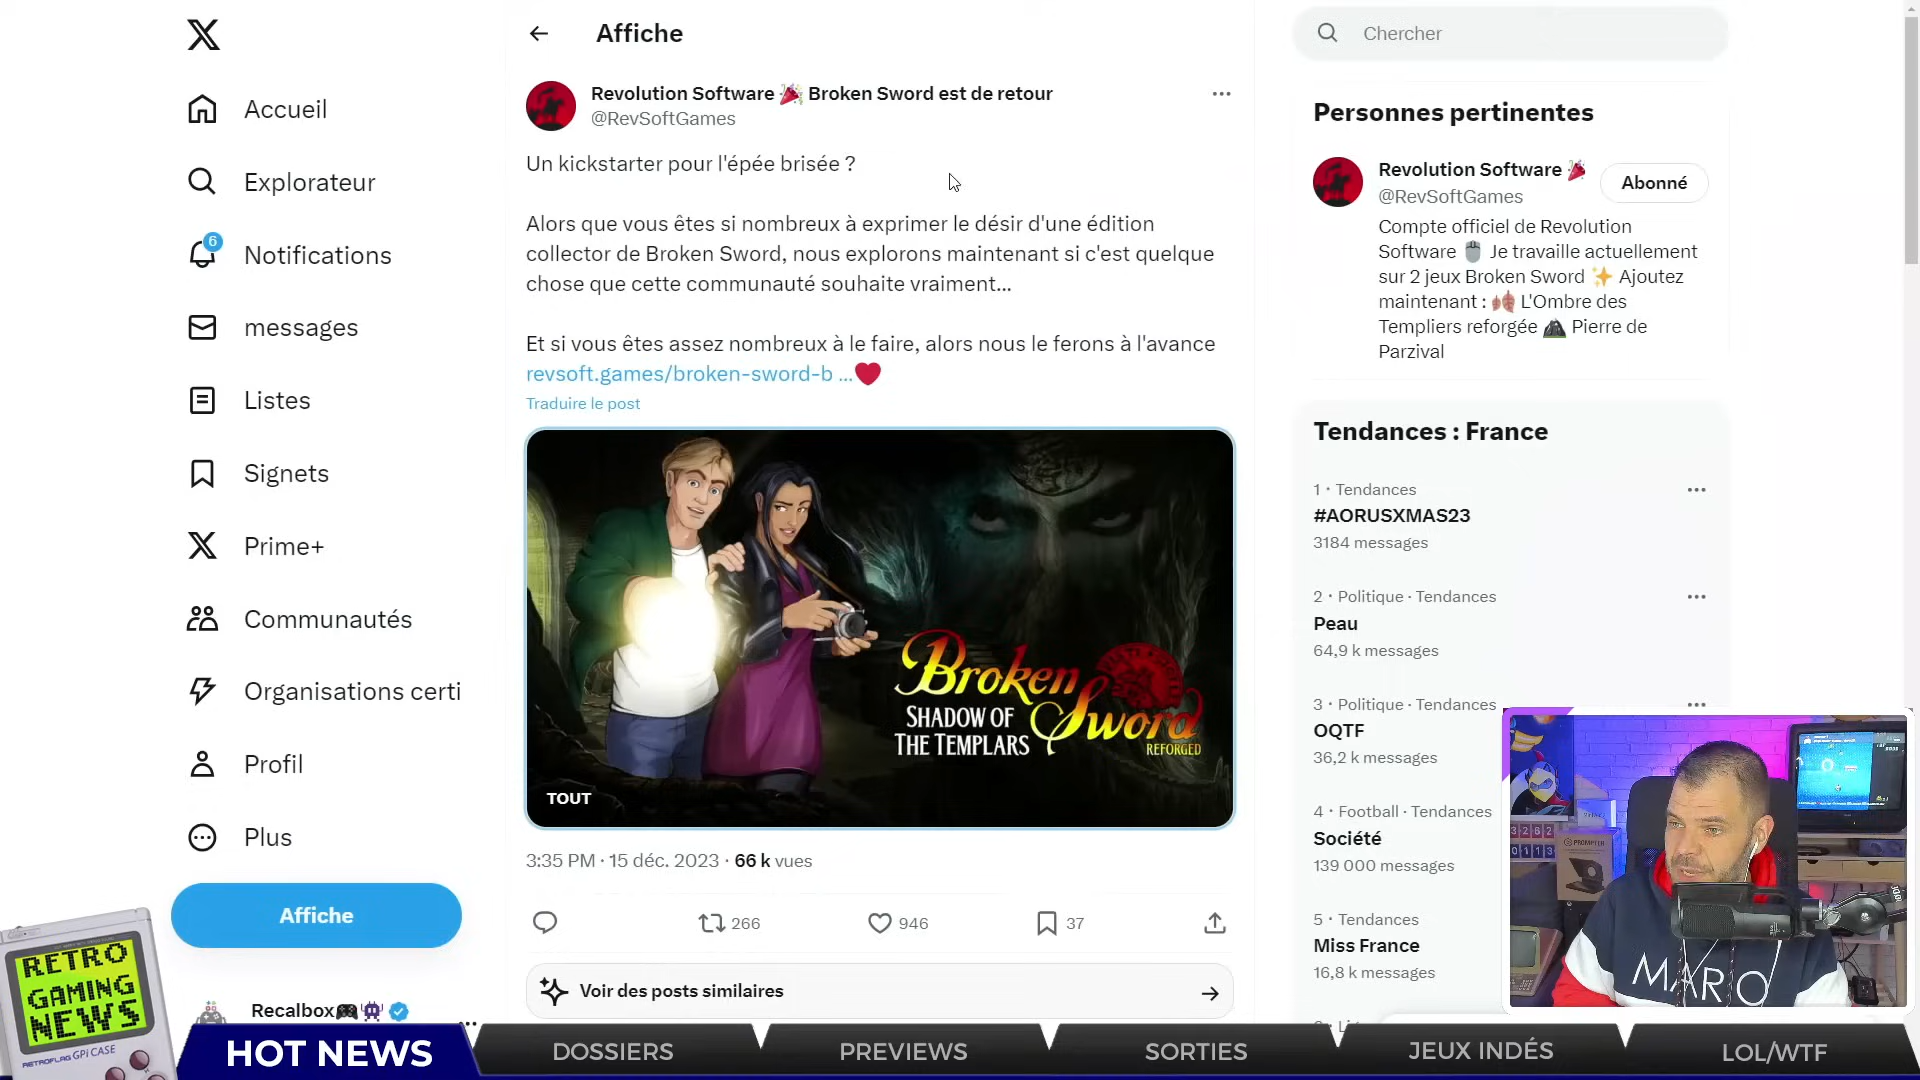 Accueil
Explorateur
6
Notifications
messages
Listes
Signets
Prime+
Communautés
Organisations certi
Profil
Plus
Affiche
Recalbox
Affiche
Revolution Software 🎉 Broken Sword est de retour
@RevSoftGames
Un kickstarter pour l'épée brisée ?
Alors que vous êtes si nombreux à exprimer le désir d'une édition
collector de Broken Sword, nous explorons maintenant si c'est quelque
chose que cette communauté souhaite vraiment...
Et si vous êtes assez nombreux à le faire, alors nous le ferons à l'avance
revsoft.games/broken-sword-b ...❤
Traduire le post
Broken
Sword
SHADOW OF
THE TEMPLARS
REFORGED
TOUT
3:35 PM · 15 déc. 2023 · 66 k vues
266
946
37
Voir des posts similaires
Chercher
Personnes pertinentes
Revolution Software 🎉
@RevSoftGames
Abonné
Compte officiel de Revolution
Software 🖱 Je travaille actuellement
sur 2 jeux Broken Sword ✨ Ajoutez
maintenant : L'Ombre des
Templiers reforgée Pierre de
Parzival
Tendances : France
1 · Tendances
#AORUSXMAS23
3184 messages
2 · Politique · Tendances
Peau
64,9 k messages
3 · Politique · Tendances
OQTF
36,2 k messages
4 · Football · Tendances
Société
139 000 messages
5 · Tendances
Miss France
16,8 k messages
PROMPTER
MARO
RETRO
GAMING
NEWS
RETROFLAG GPi CASE
HOT NEWS
DOSSIERS
PREVIEWS
SORTIES
JEUX INDÉS
LOL/WTF